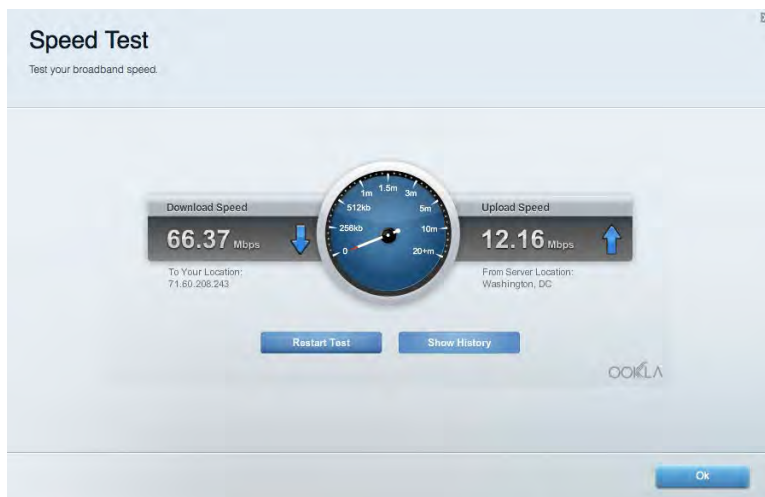 Speed Test
Test your broadband speed.
Download Speed
66.37 Mbps
To Your Location:
71.60.208.243
0
256kb
512kb
1m
1.5m
3m
5m
10m
20+m
Upload Speed
12.16 Mbps
From Server Location:
Washington, DC
Restart Test
Show History
OOKLA
Ok